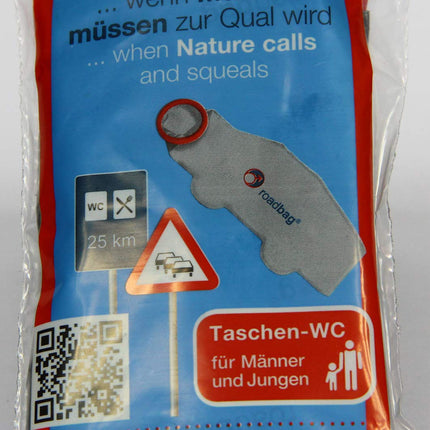 ... wenn
müssen zur Qual wird
... when Nature calls
and squeals
roadbag®
WC
25 km
Taschen-WC
für Männer
und Jungen